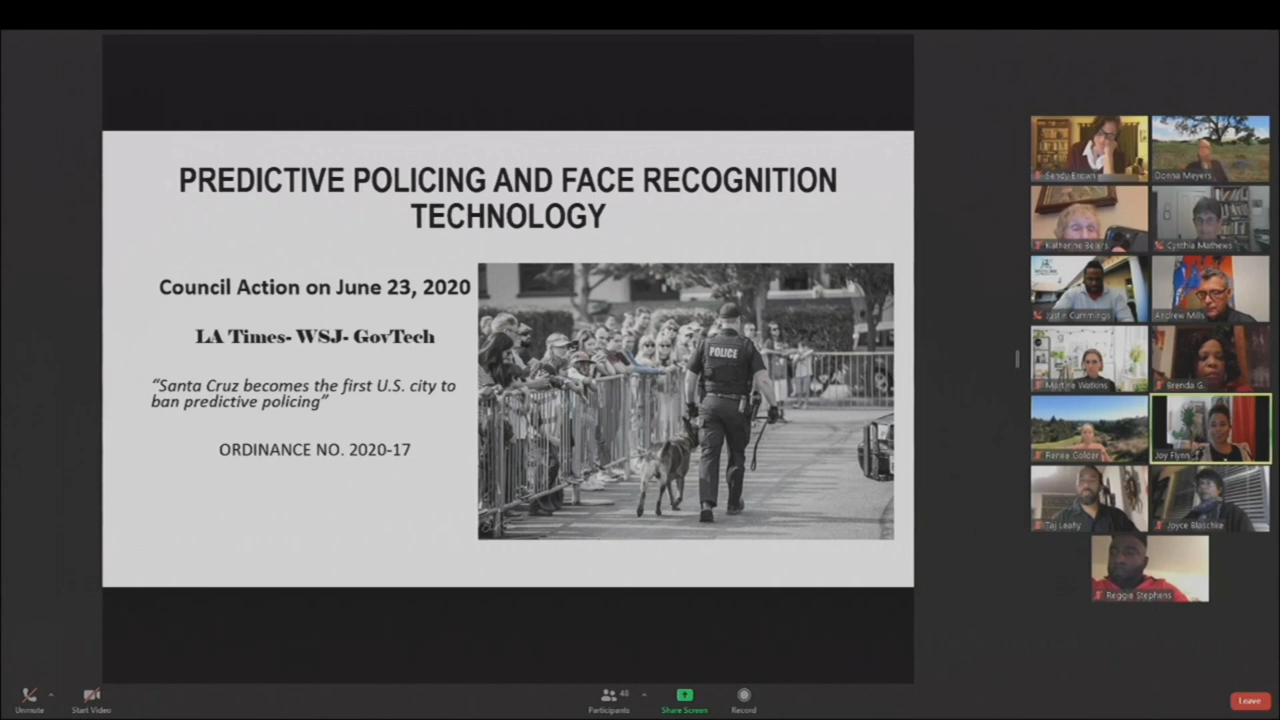 PREDICTIVE POLICING AND FACE RECOGNITION
TECHNOLOGY
Council Action on June 23, 2020
LA Times- WSJ- GovTech
“Santa Cruz becomes the first U.S. city to
ban predictive policing”
ORDINANCE NO. 2020-17
POLICE
Sandy Brown
Donna Meyers
Katherine Beiers
Cynthia Mathews
Justin Cummings
Andrew Mills
Martine Watkins
Brenda G.
Renee Golder
Joy Flynn
Taj Leahy
Joyce Blaschke
Reggie Stephens
Unmute
Start Video
48
Participants
Share Screen
Record
Leave